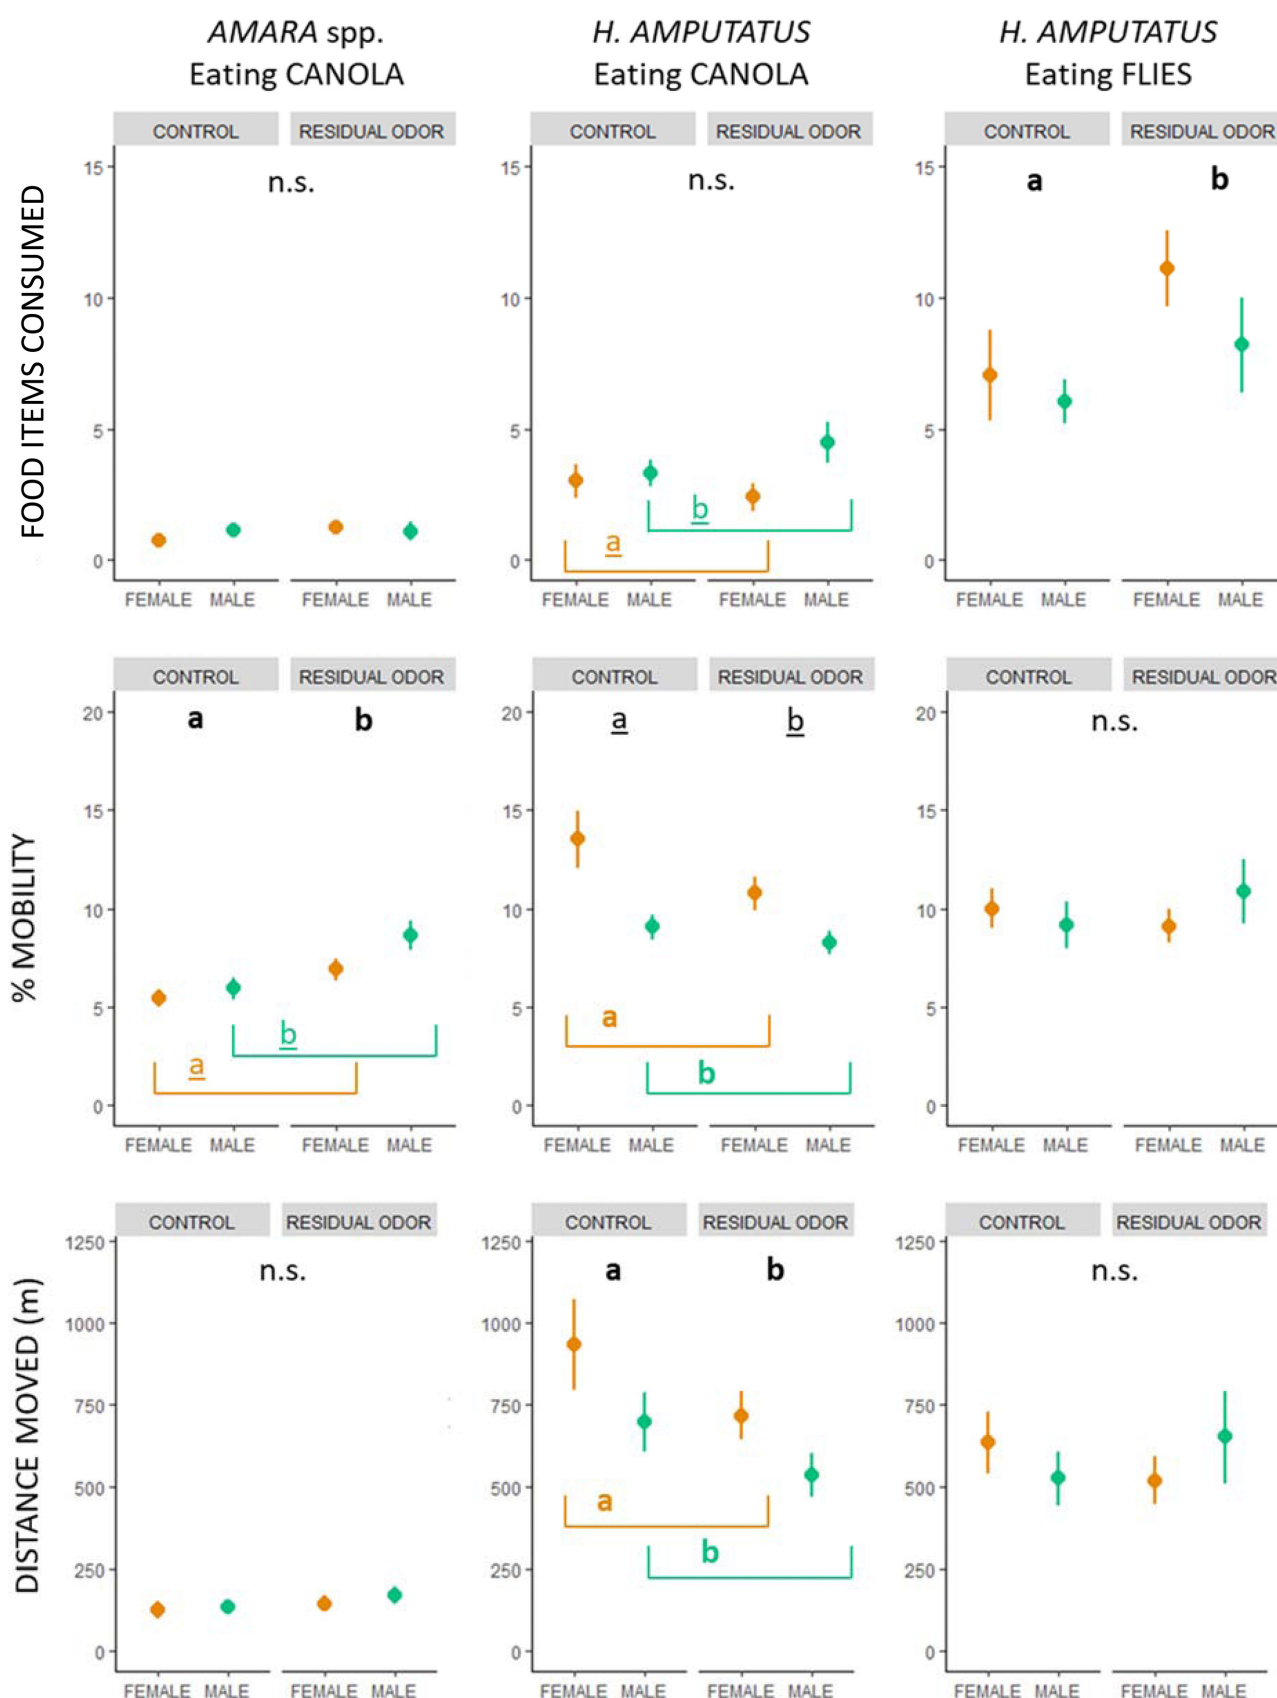 AMARA spp.
Eating CANOLA
H. AMPUTATUS
Eating CANOLA
H. AMPUTATUS
Eating FLIES
FOOD ITEMS CONSUMED
CONTROL RESIDUAL ODOR
n.s.
15
10
5
0
FEMALE MALE FEMALE MALE
CONTROL RESIDUAL ODOR
n.s.
15
10
5
0
b
a
FEMALE MALE FEMALE MALE
CONTROL RESIDUAL ODOR
a b
15
10
5
0
FEMALE MALE FEMALE MALE
% MOBILITY
CONTROL RESIDUAL ODOR
a b
20
15
10
5
0
b
a
FEMALE MALE FEMALE MALE
CONTROL RESIDUAL ODOR
a b
20
15
10
5
0
a
b
FEMALE MALE FEMALE MALE
CONTROL RESIDUAL ODOR
n.s.
20
15
10
5
0
FEMALE MALE FEMALE MALE
DISTANCE MOVED (m)
CONTROL RESIDUAL ODOR
1250
n.s.
1000
750
500
250
0
FEMALE MALE FEMALE MALE
CONTROL RESIDUAL ODOR
1250
a b
1000
750
500
250
0
a
b
FEMALE MALE FEMALE MALE
CONTROL RESIDUAL ODOR
1250
n.s.
1000
750
500
250
0
FEMALE MALE FEMALE MALE